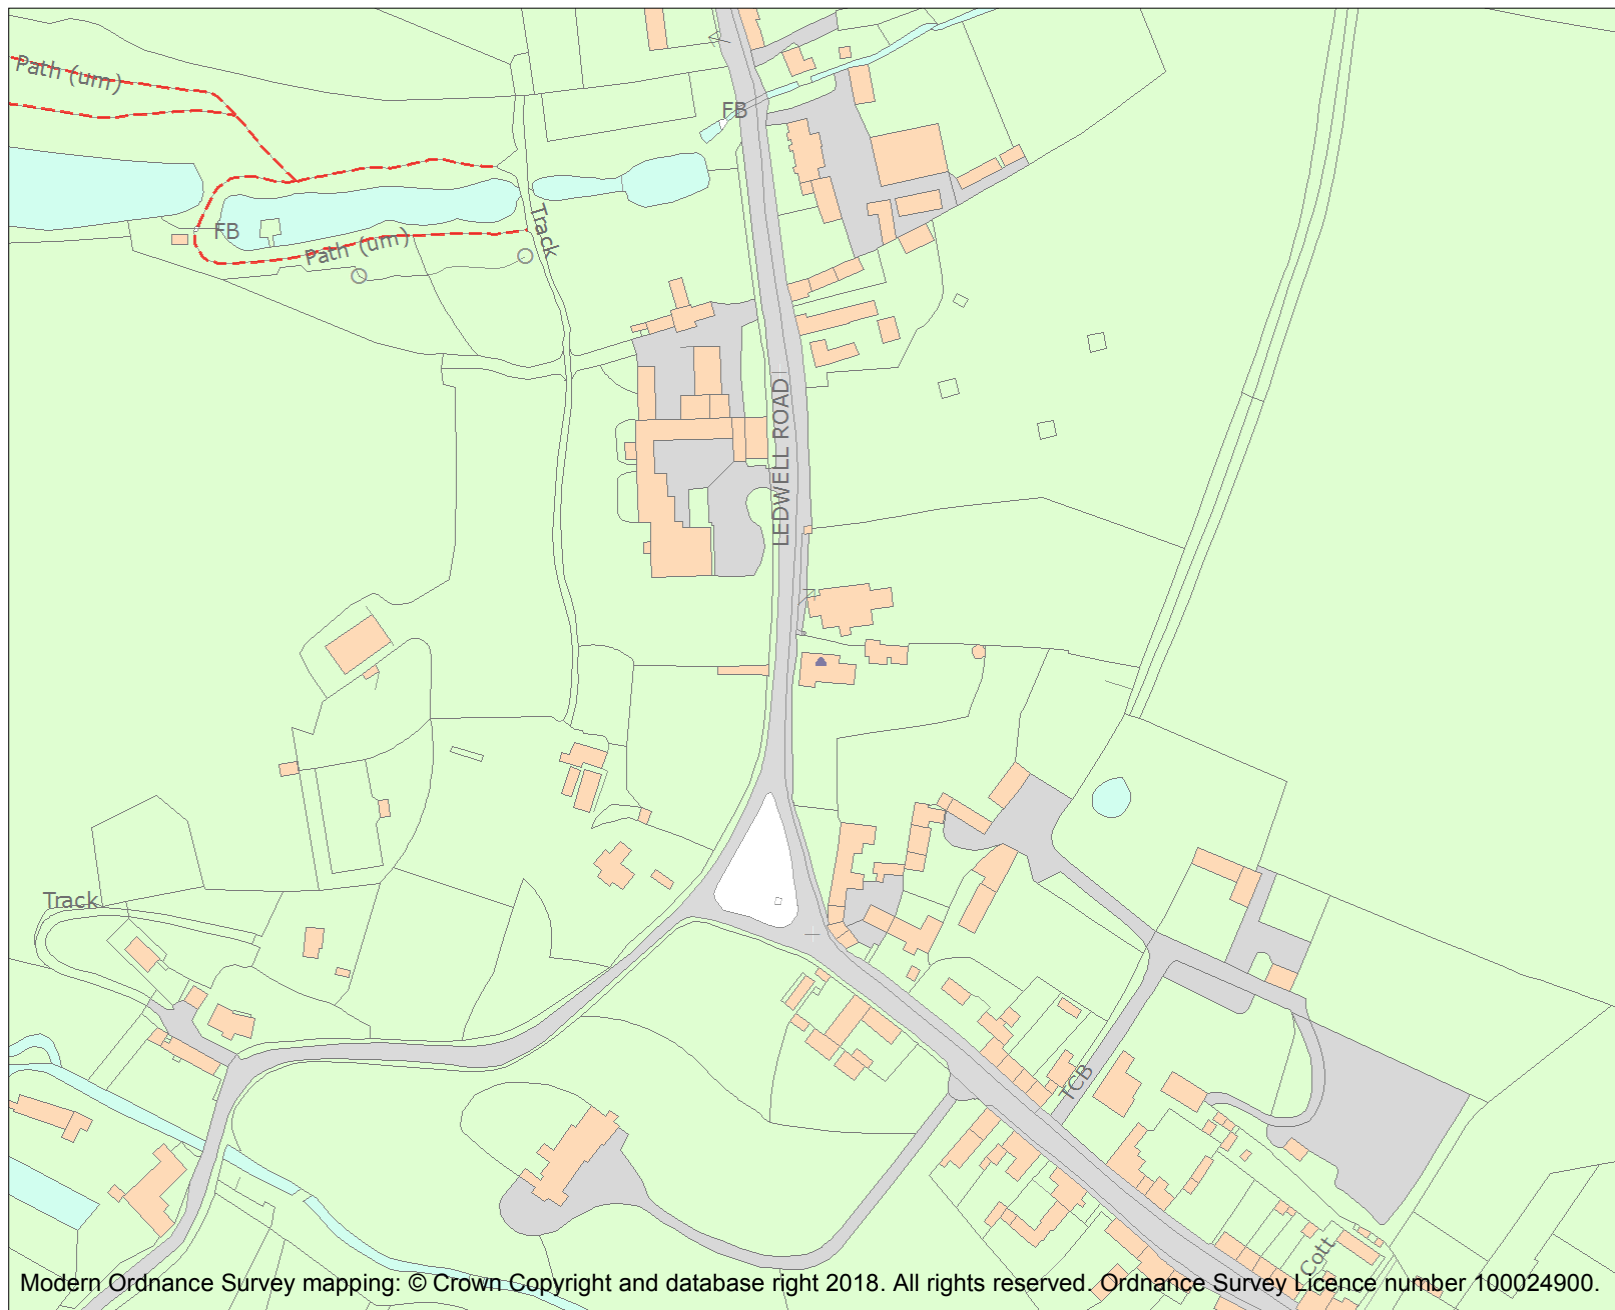 Path (um)
FB
FB
Track
Path (um)
LEDWELL ROAD
Track
TCB
Cott
Modern Ordnance Survey mapping: © Crown Copyright and database right 2018. All rights reserved. Ordnance Survey Licence number 100024900.